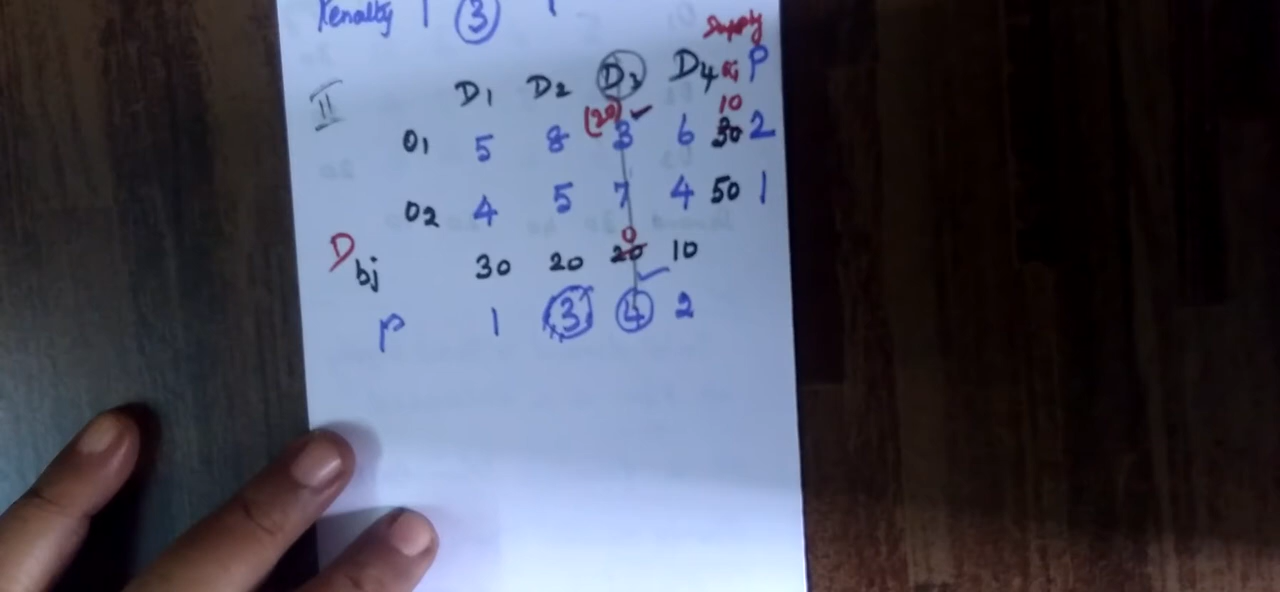 Penalty 1 3 1
Supply
II D1 D2 D3 D4 ai P
10
O1 5 8 (20) 3 6 30 2
O2 4 5 7 4 50 1
0
D bj 30 20 20 10
P 1 3 4 2